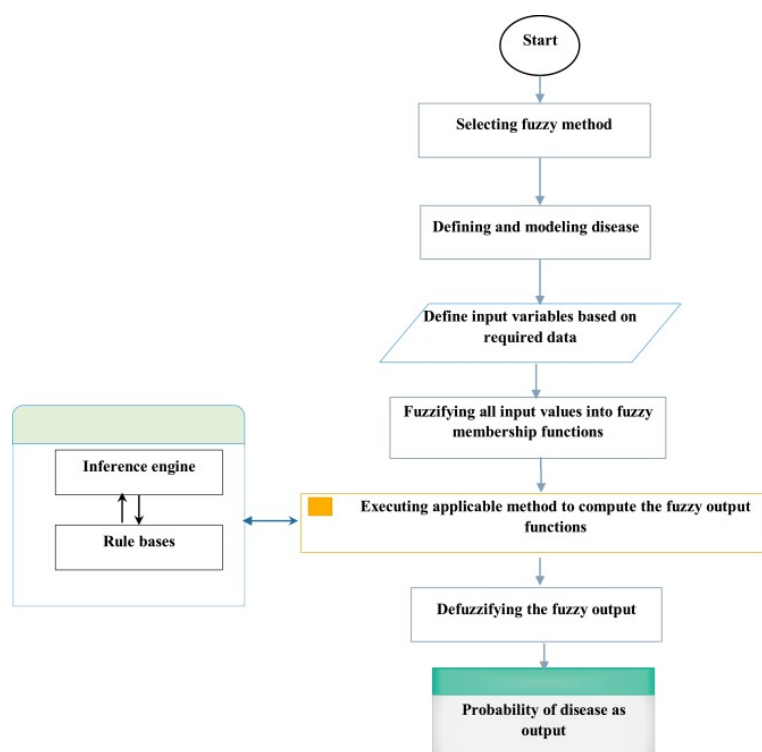 Start
Selecting fuzzy method
Defining and modeling disease
Define input variables based on
required data
Fuzzifying all input values into fuzzy
membership functions
Inference engine
Rule bases
Executing applicable method to compute the fuzzy output
functions
Defuzzifying the fuzzy output
Probability of disease as
output